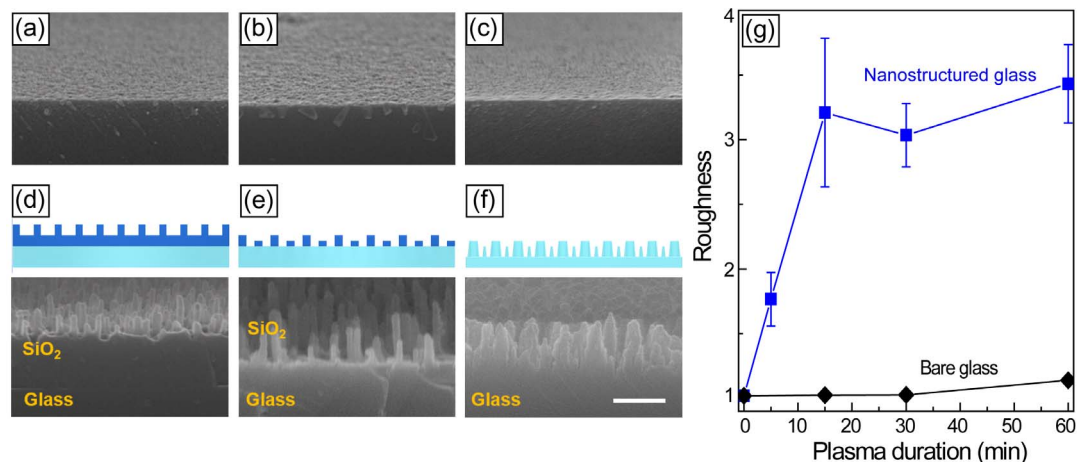 (a)
(b)
(c)
(d)
(e)
(f)
SiO₂
Glass
SiO₂
Glass
Glass
(g)
4
3
2
1
Roughness
Nanostructured glass
Bare glass
0 10 20 30 40 50 60
Plasma duration (min)